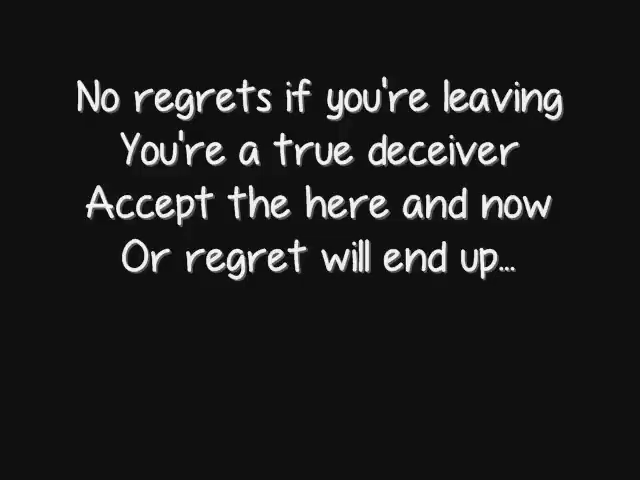 No regrets if you're leaving
You're a true deceiver
Accept the here and now
Or regret will end up...